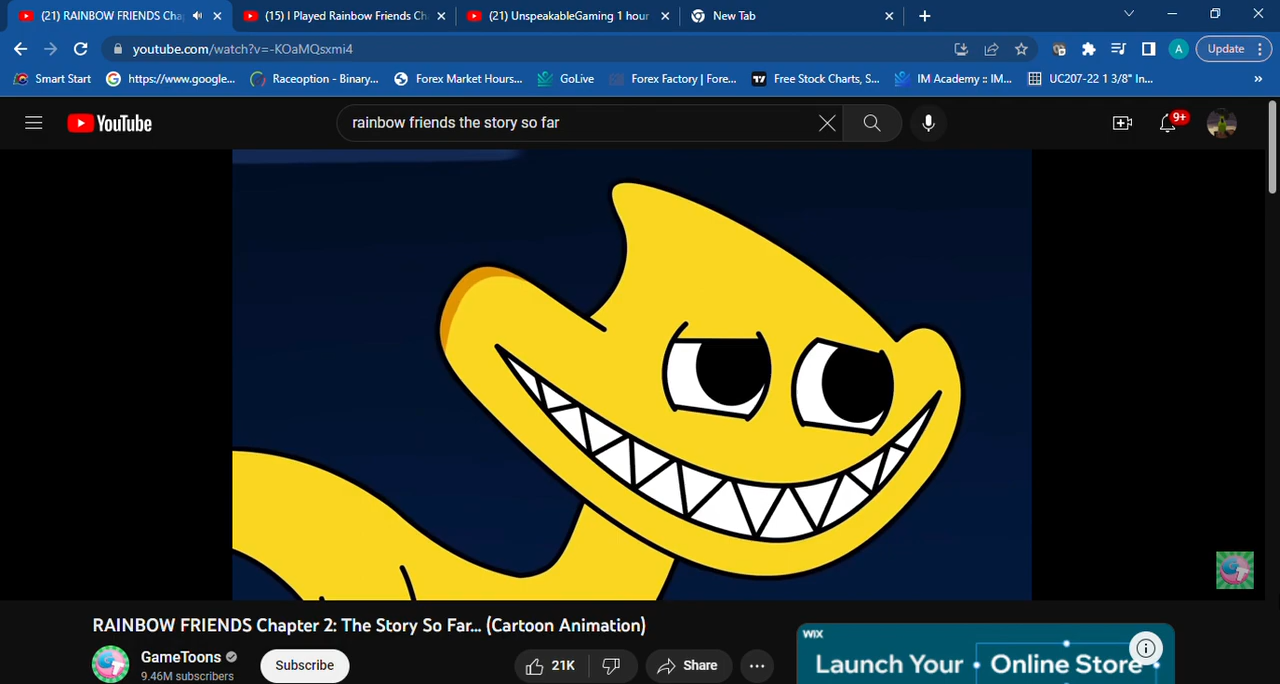 (21) RAINBOW FRIENDS Cha
(15) I Played Rainbow Friends Ch
(21) UnspeakableGaming 1 hour
New Tab
youtube.com/watch?v=-KOaMQsxmi4
A
Update
Smart Start
https://www.google...
Raceoption - Binary...
Forex Market Hours...
GoLive
Forex Factory | Fore...
Free Stock Charts, S...
IM Academy :: IM...
UC207-22 1 3/8" In...
»
YouTube
rainbow friends the story so far
9+
RAINBOW FRIENDS Chapter 2: The Story So Far... (Cartoon Animation)
GameToons
9.46M subscribers
Subscribe
21K
Share
WIX
Launch Your Online Store